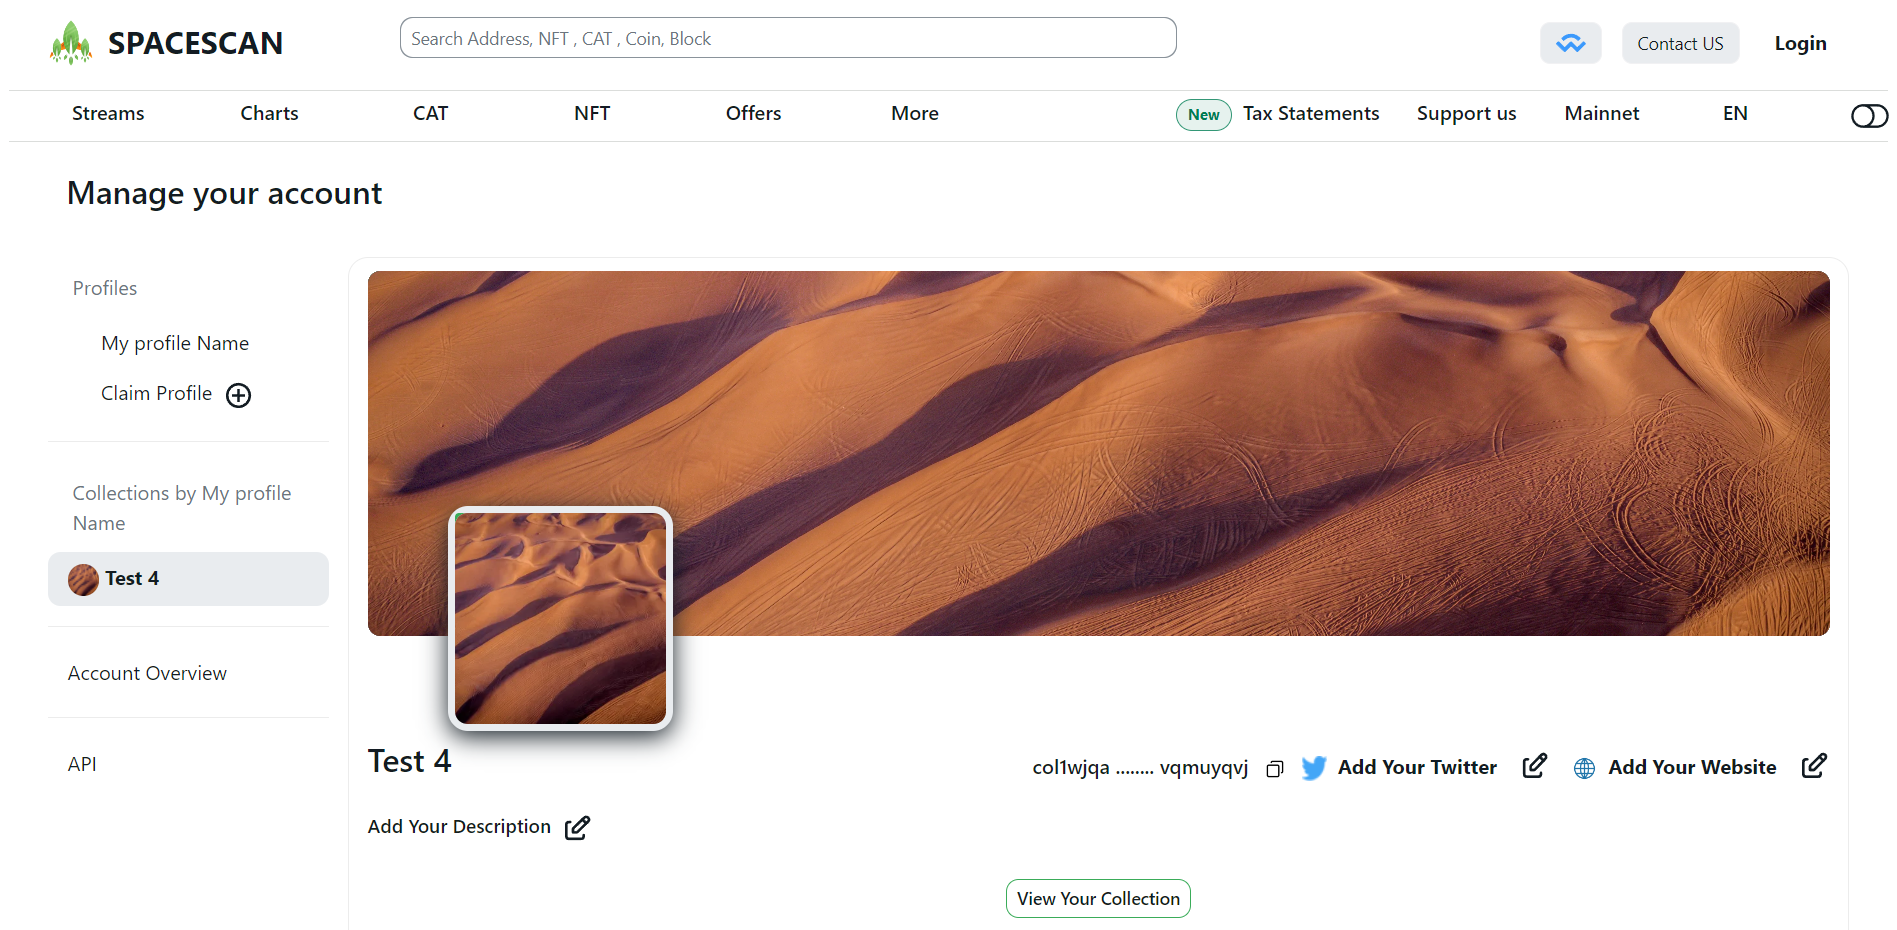 SPACESCAN
Search Address, NFT , CAT , Coin, Block
Contact US
Login
Streams
Charts
CAT
NFT
Offers
More
New
Tax Statements
Support us
Mainnet
EN
Manage your account
Profiles
My profile Name
Claim Profile
Collections by My profile
Name
Test 4
Account Overview
API
Test 4
col1wjqa ........ vqmuyqvj
Add Your Twitter
Add Your Website
Add Your Description
View Your Collection